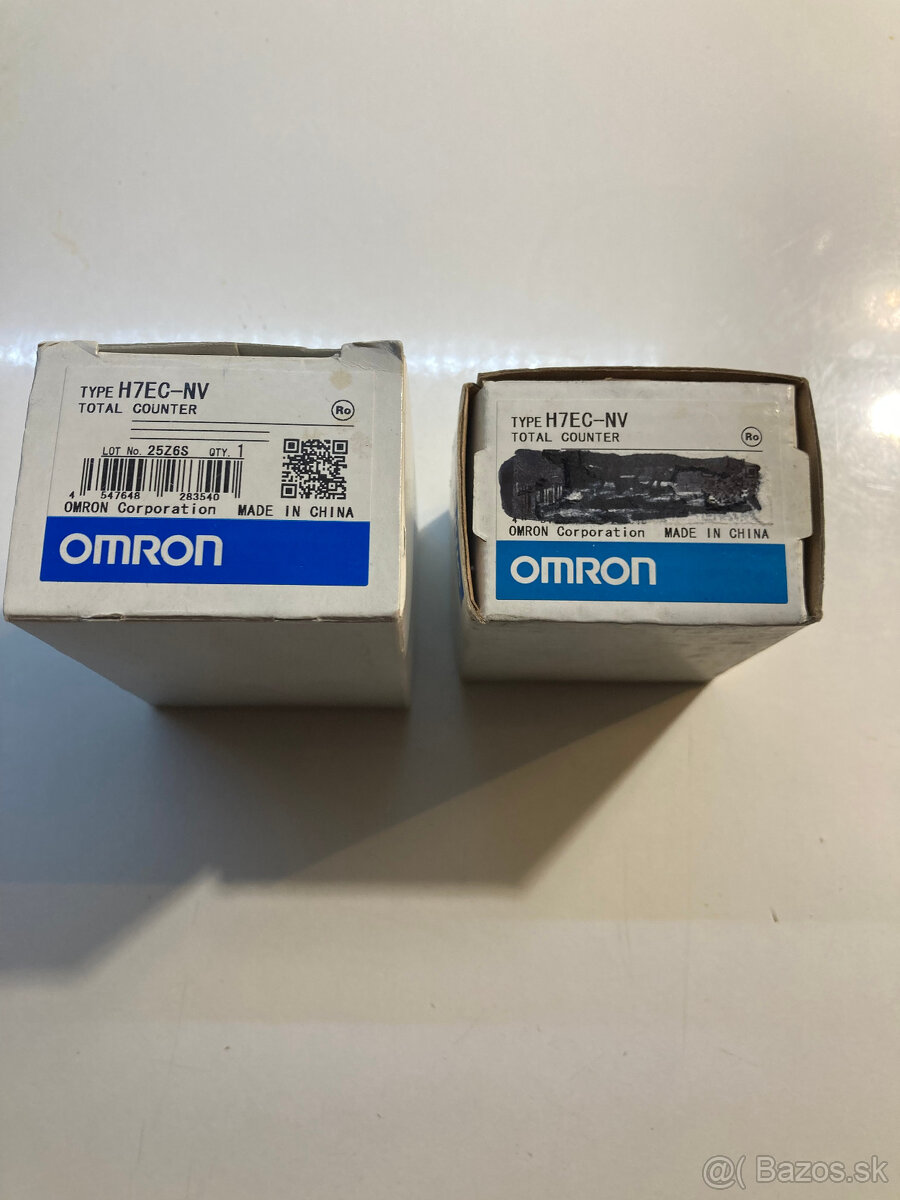 TYPE H7EC-NV
TOTAL COUNTER
Ro
LOT No. 25Z6S QTY. 1
4 547648 283540
OMRON Corporation MADE IN CHINA
OMRON
TYPE H7EC-NV
TOTAL COUNTER
Ro
OMRON Corporation MADE IN CHINA
OMRON
@( Bazos.sk